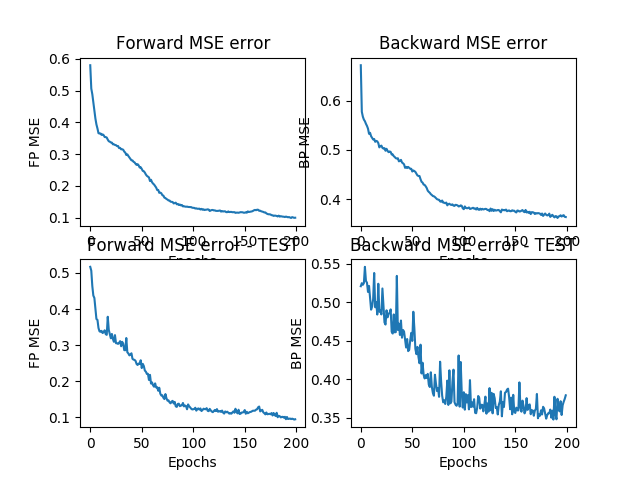 Forward MSE error
Backward MSE error
FP MSE
0.6
0.5
0.4
0.3
0.2
0.1
0 50 100 150 200
Epochs
BP MSE
0.6
0.5
0.4
0 50 100 150 200
Epochs
Forward MSE error - TEST
Backward MSE error - TEST
FP MSE
0.5
0.4
0.3
0.2
0.1
0 50 100 150 200
Epochs
BP MSE
0.55
0.50
0.45
0.40
0.35
0 50 100 150 200
Epochs